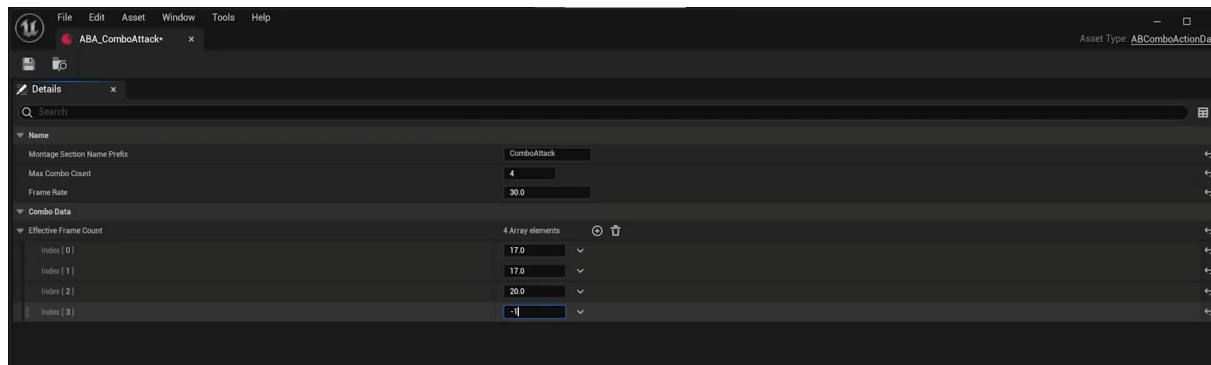 File Edit Asset Window Tools Help
ABA_ComboAttack•
Asset Type: ABComboActionDa
Details
Search
Name
Montage Section Name Prefix ComboAttack
Max Combo Count 4
Frame Rate 30.0
Combo Data
Effective Frame Count 4 Array elements
Index [ 0 ] 17.0
Index [ 1 ] 17.0
Index [ 2 ] 20.0
Index [ 3 ] -1